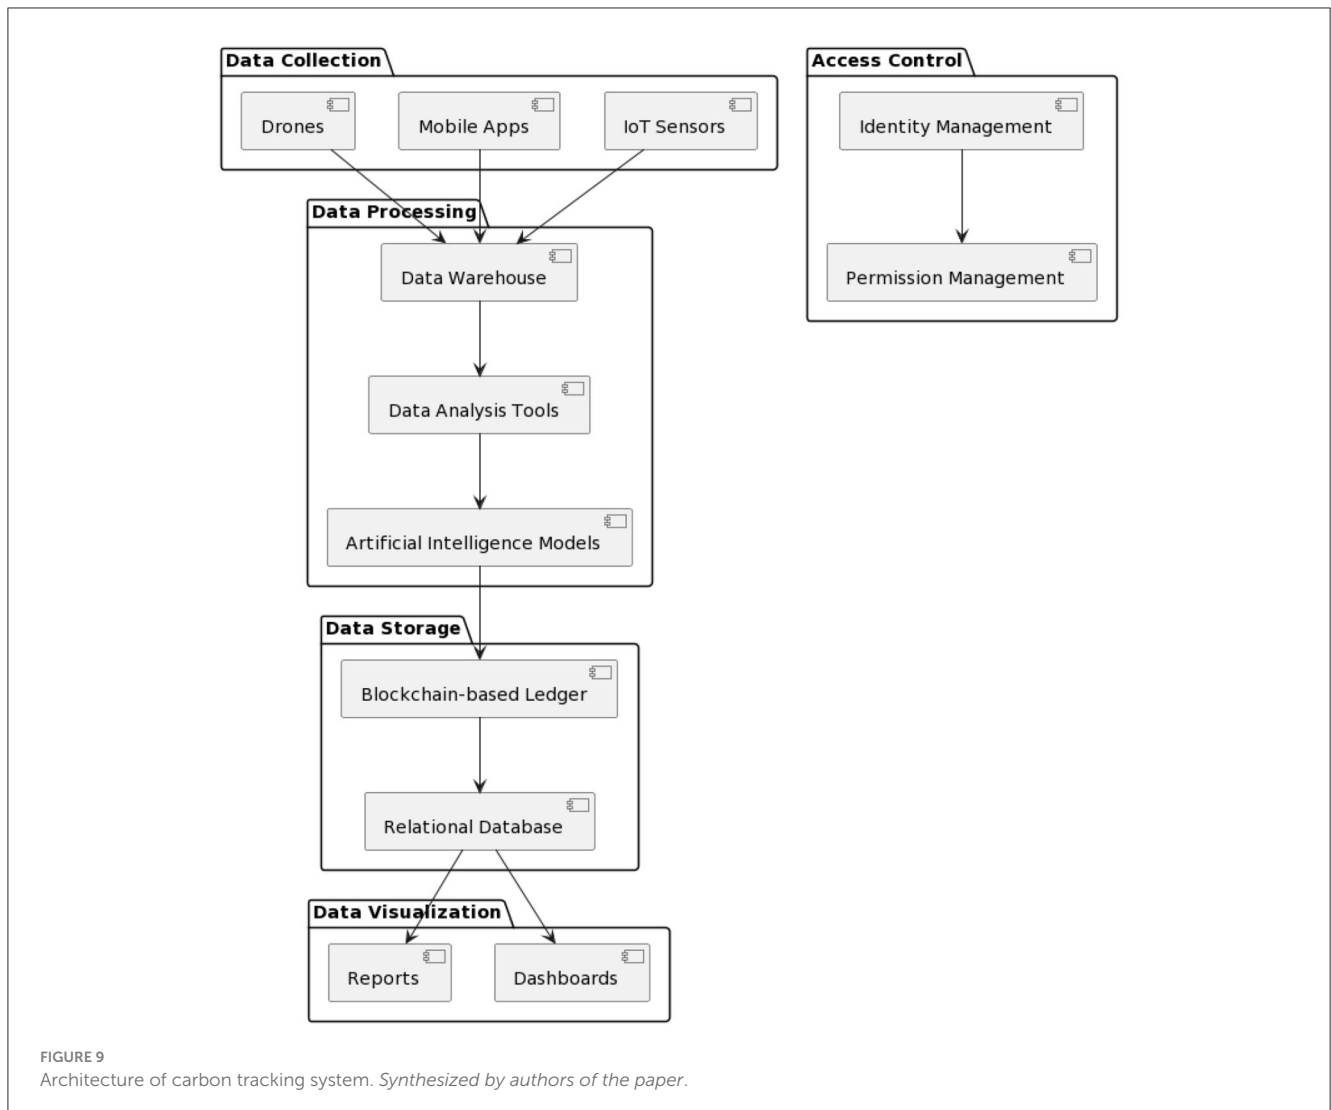 Data Collection
Drones
Mobile Apps
IoT Sensors
Access Control
Identity Management
Permission Management
Data Processing
Data Warehouse
Data Analysis Tools
Artificial Intelligence Models
Data Storage
Blockchain-based Ledger
Relational Database
Data Visualization
Reports
Dashboards
FIGURE 9
Architecture of carbon tracking system. Synthesized by authors of the paper.